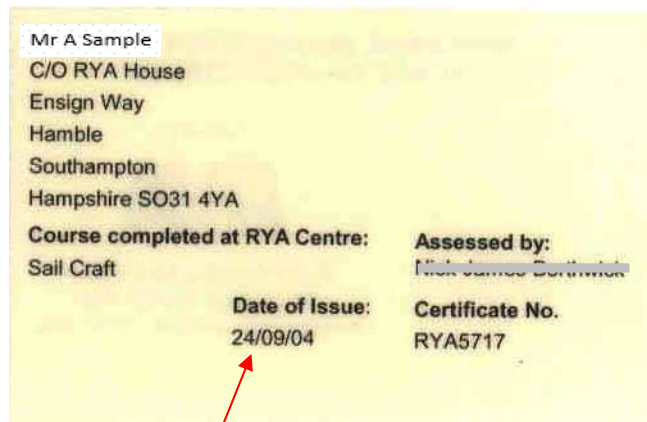 Mr A Sample
C/O RYA House
Ensign Way
Hamble
Southampton
Hampshire SO31 4YA
Course completed at RYA Centre:
Sail Craft
Assessed by:
Date of Issue:
24/09/04
Certificate No.
RYA5717